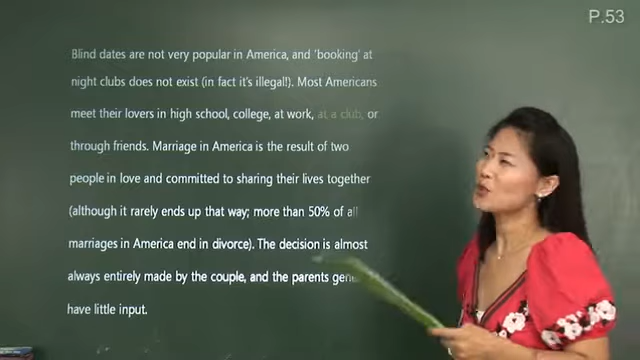 P.53
Blind dates are not very popular in America, and 'booking' at
night clubs does not exist (in fact it's illegal!). Most Americans
meet their lovers in high school, college, at work, at a club, or
through friends. Marriage in America is the result of two
people in love and committed to sharing their lives together
(although it rarely ends up that way; more than 50% of all
marriages in America end in divorce). The decision is almost
always entirely made by the couple, and the parents
have little input.